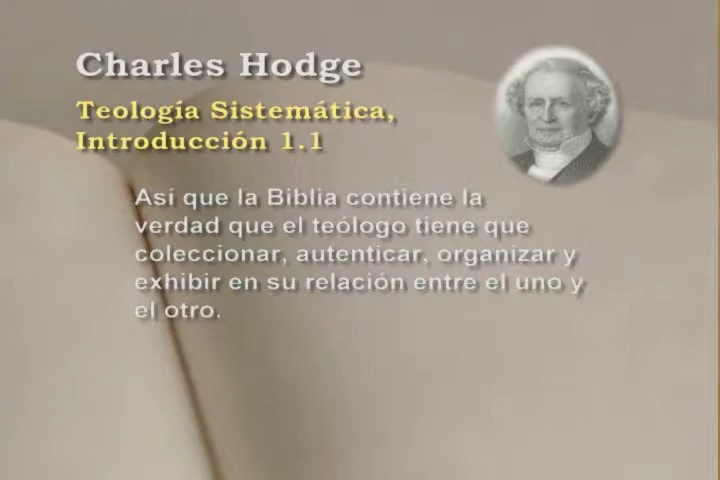 Charles Hodge
Teología Sistemática,
Introducción 1.1
Así que la Biblia contiene la
verdad que el teólogo tiene que
coleccionar, autenticar, organizar y
exhibir en su relación entre el uno y
el otro.